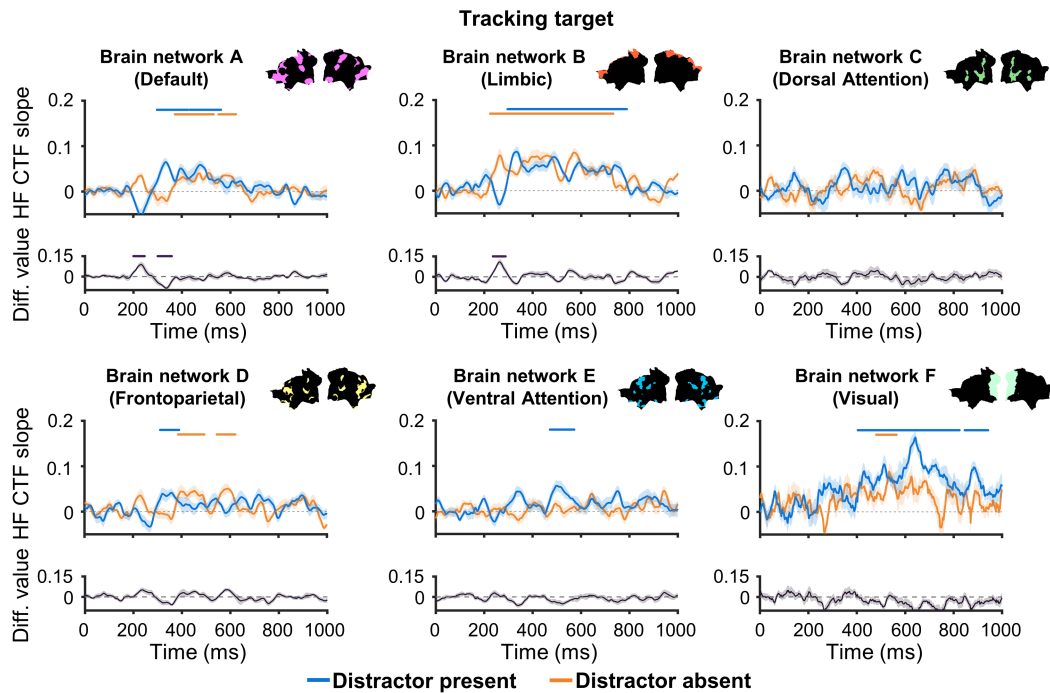 Tracking target
Brain network A
(Default)
Brain network B
(Limbic)
Brain network C
(Dorsal Attention)
HF CTF slope
0.2
0.1
0
0.2
0.1
0
0.2
0.1
0
Diff. value
0.15
0
0.15
0
0.15
0
0 200 400 600 800 1000
0 200 400 600 800 1000
0 200 400 600 800 1000
Time (ms)
Time (ms)
Time (ms)
Brain network D
(Frontoparietal)
Brain network E
(Ventral Attention)
Brain network F
(Visual)
HF CTF slope
0.2
0.1
0
0.2
0.1
0
0.2
0.1
0
Diff. value
0.15
0
0.15
0
0.15
0
0 200 400 600 800 1000
0 200 400 600 800 1000
0 200 400 600 800 1000
Time (ms)
Time (ms)
Time (ms)
Distractor present
Distractor absent